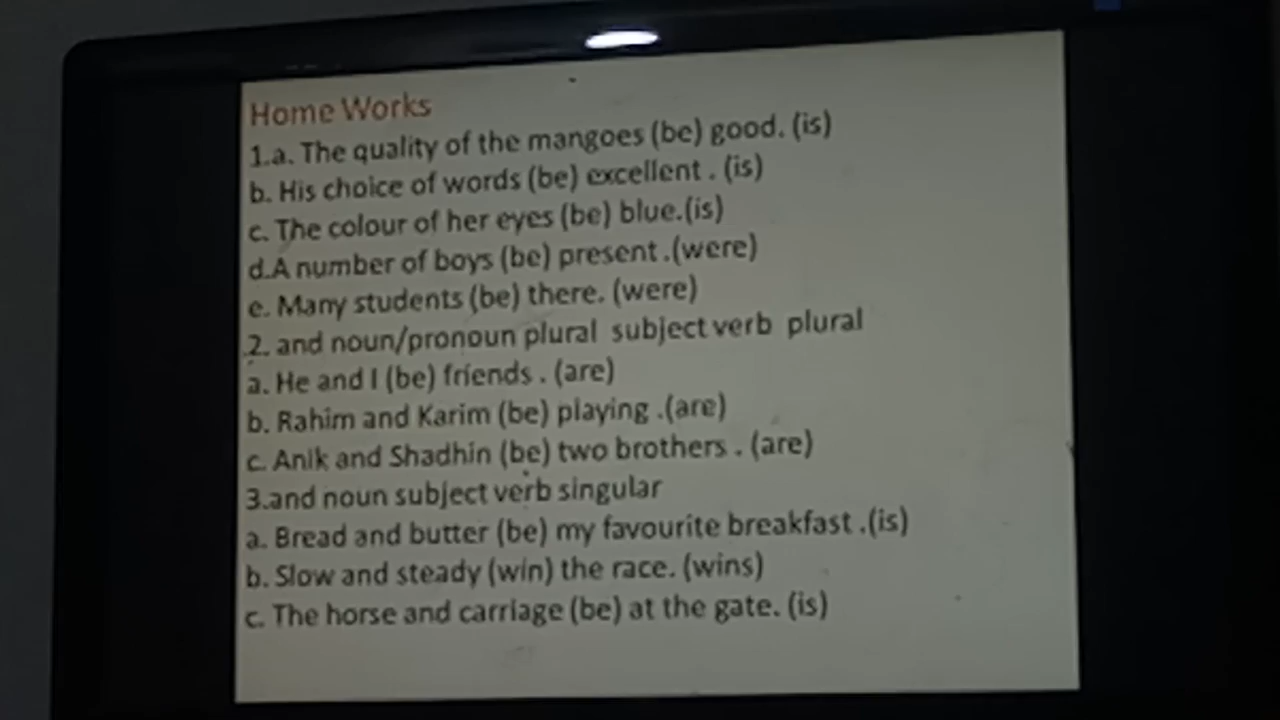 Home Works
1.a. The quality of the mangoes (be) good. (is)
b. His choice of words (be) excellent . (is)
c. The colour of her eyes (be) blue.(is)
d.A number of boys (be) present .(were)
e. Many students (be) there. (were)
.2. and noun/pronoun plural subject verb plural
a. He and I (be) friends . (are)
b. Rahim and Karim (be) playing .(are)
c. Anik and Shadhin (be) two brothers . (are)
3.and noun subject verb singular
a. Bread and butter (be) my favourite breakfast .(is)
b. Slow and steady (win) the race. (wins)
c. The horse and carriage (be) at the gate. (is)